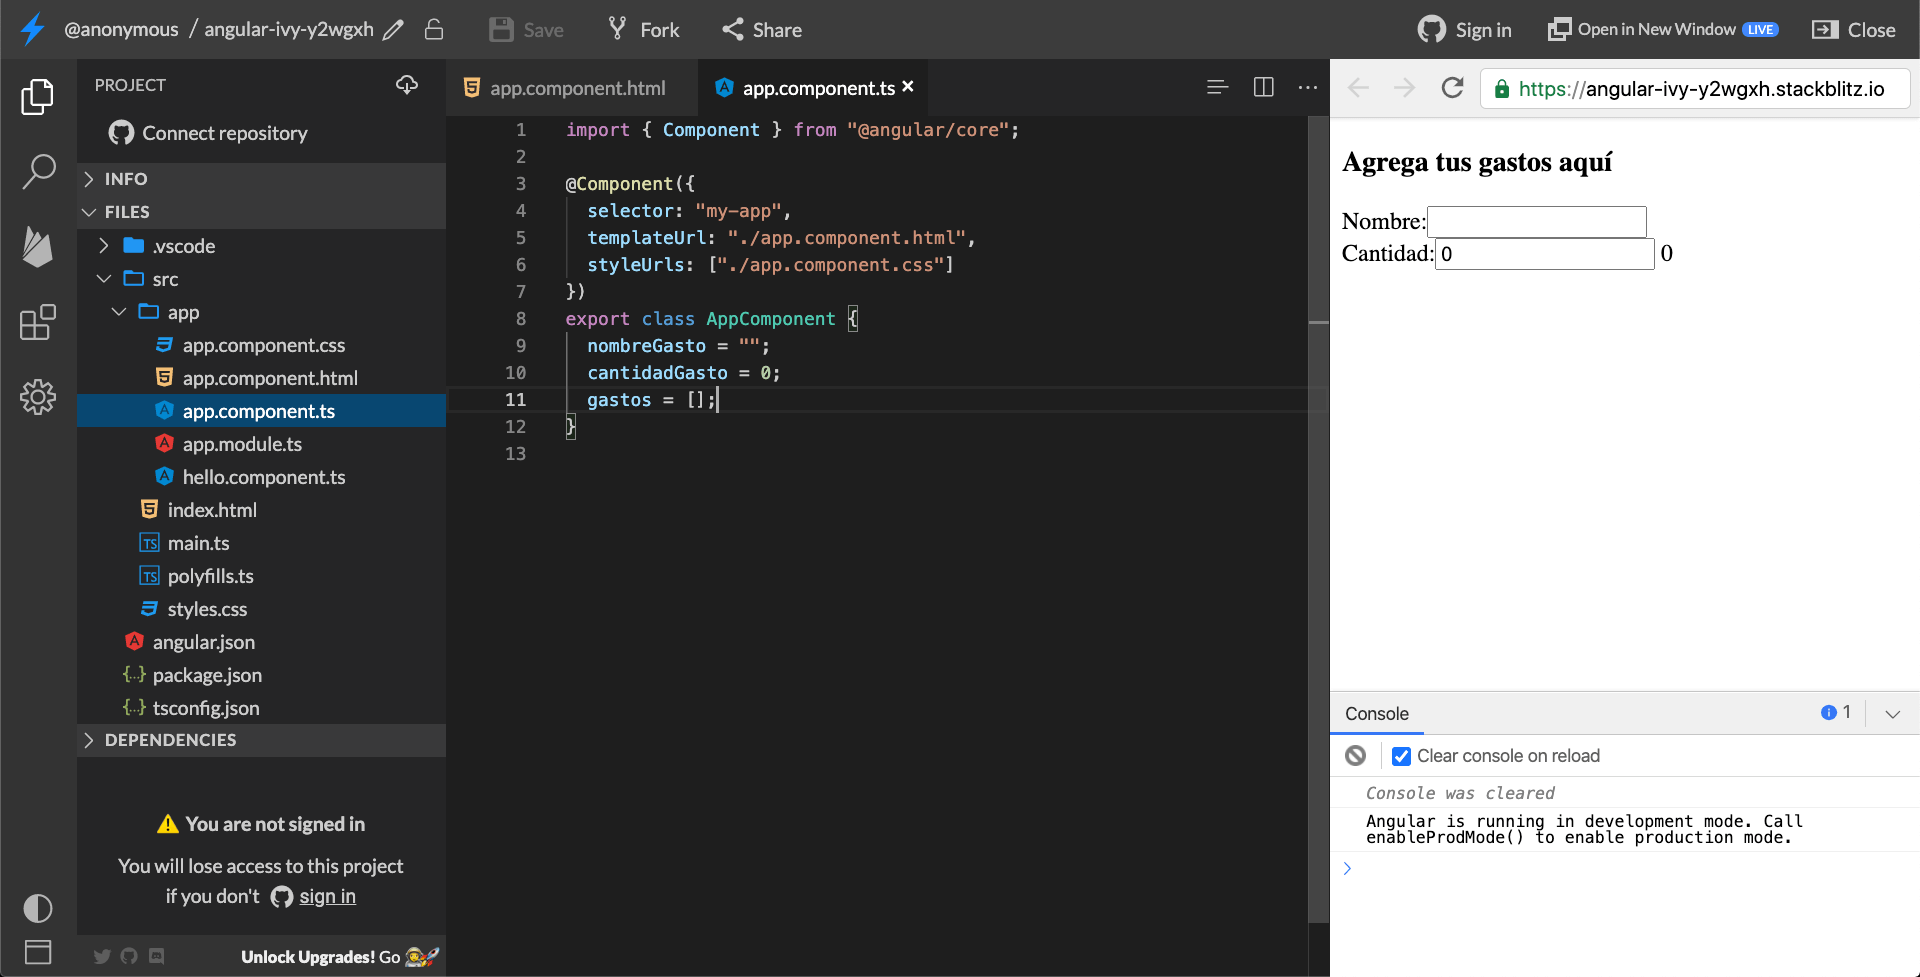 @anonymous / angular-ivy-y2wgxh
Save
Fork
Share
Sign in
Open in New Window LIVE
Close
PROJECT
Connect repository
INFO
FILES
.vscode
src
app
app.component.css
app.component.html
app.component.ts
app.module.ts
hello.component.ts
index.html
main.ts
polyfills.ts
styles.css
angular.json
package.json
tsconfig.json
DEPENDENCIES
You are not signed in
You will lose access to this project
if you don't sign in
Unlock Upgrades! Go
app.component.html
app.component.ts
1 import { Component } from "@angular/core";
2
3 @Component({
4 selector: "my-app",
5 templateUrl: "./app.component.html",
6 styleUrls: ["./app.component.css"]
7 })
8 export class AppComponent {
9 nombreGasto = "";
10 cantidadGasto = 0;
11 gastos = [];
12 }
13
https://angular-ivy-y2wgxh.stackblitz.io
Agrega tus gastos aquí
Nombre:
Cantidad: 0 0
Console
1
Clear console on reload
Console was cleared
Angular is running in development mode. Call
enableProdMode() to enable production mode.